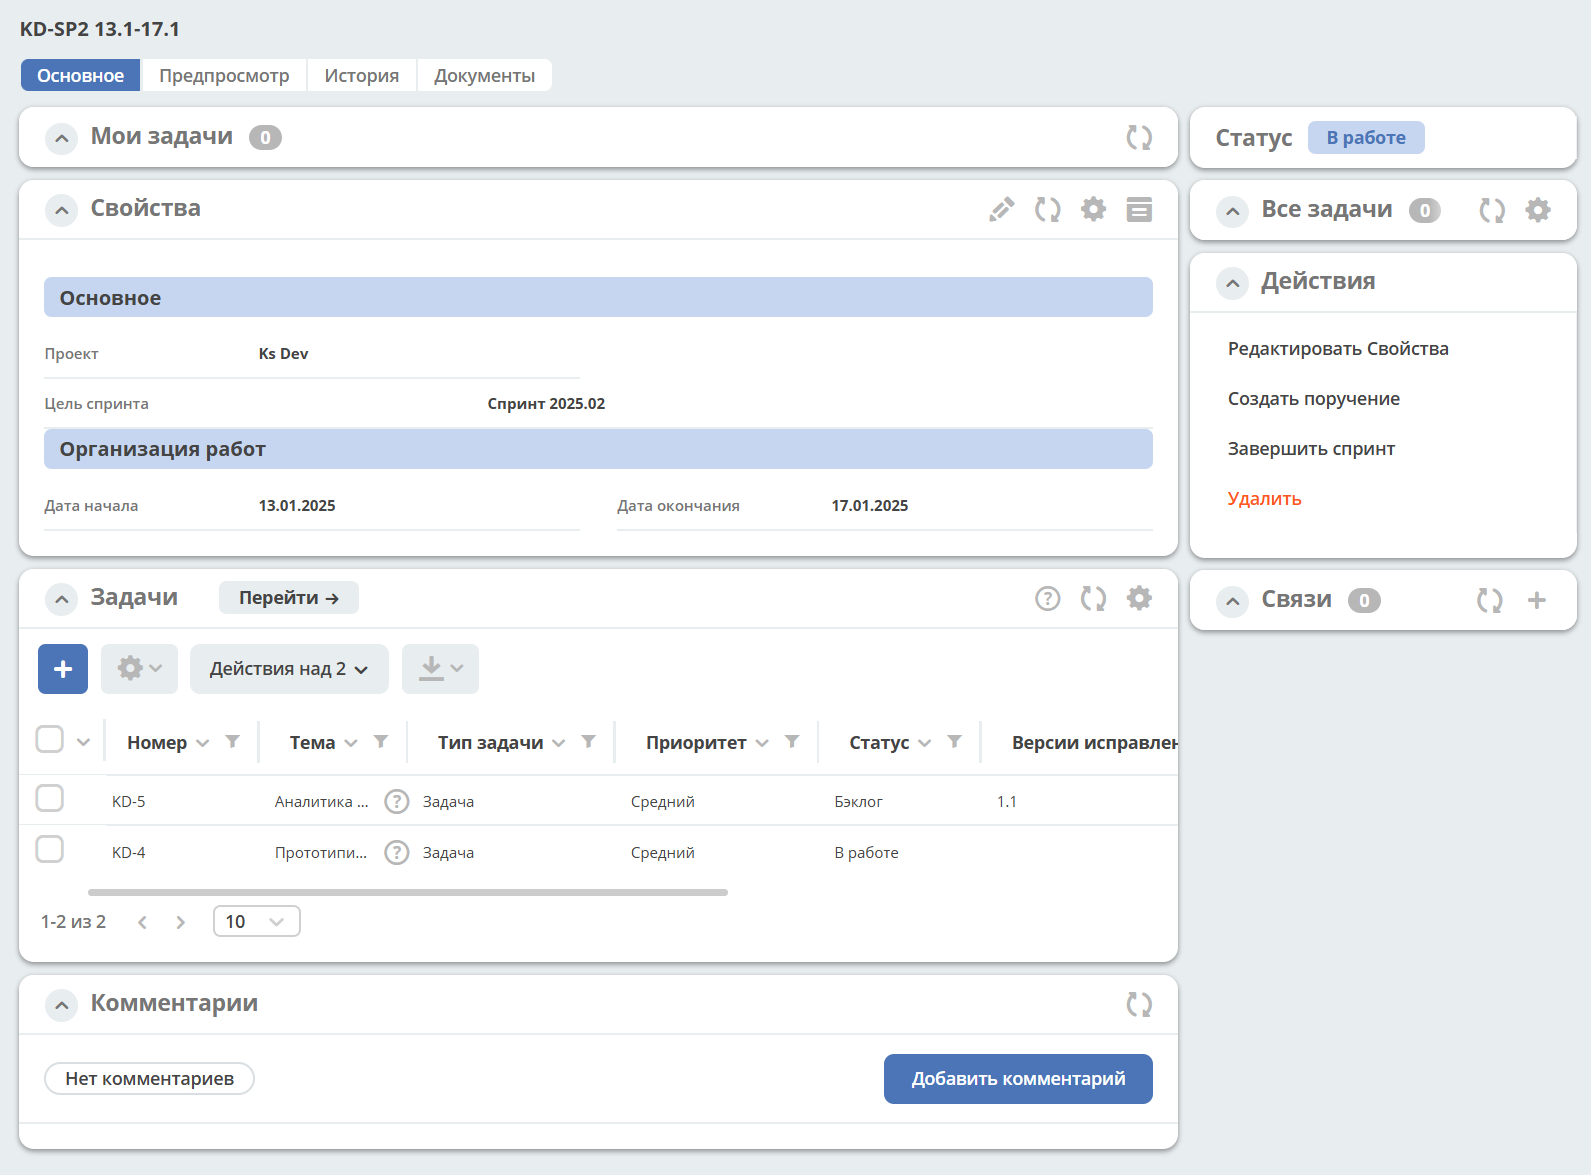 KD-SP2 13.1-17.1
Основное
Предпросмотр
История
Документы
Мои задачи 0
Свойства
Основное
Проект Ks Dev
Цель спринта Спринт 2025.02
Организация работ
Дата начала 13.01.2025 Дата окончания 17.01.2025
Задачи Перейти →
Действия над 2
Номер Тема Тип задачи Приоритет Статус Версии исправлен
KD-5 Аналитика ... Задача Средний Бэклог 1.1
KD-4 Прототипи... Задача Средний В работе
1-2 из 2 10
Комментарии
Нет комментариев
Добавить комментарий
Статус В работе
Все задачи 0
Действия
Редактировать Свойства
Создать поручение
Завершить спринт
Удалить
Связи 0